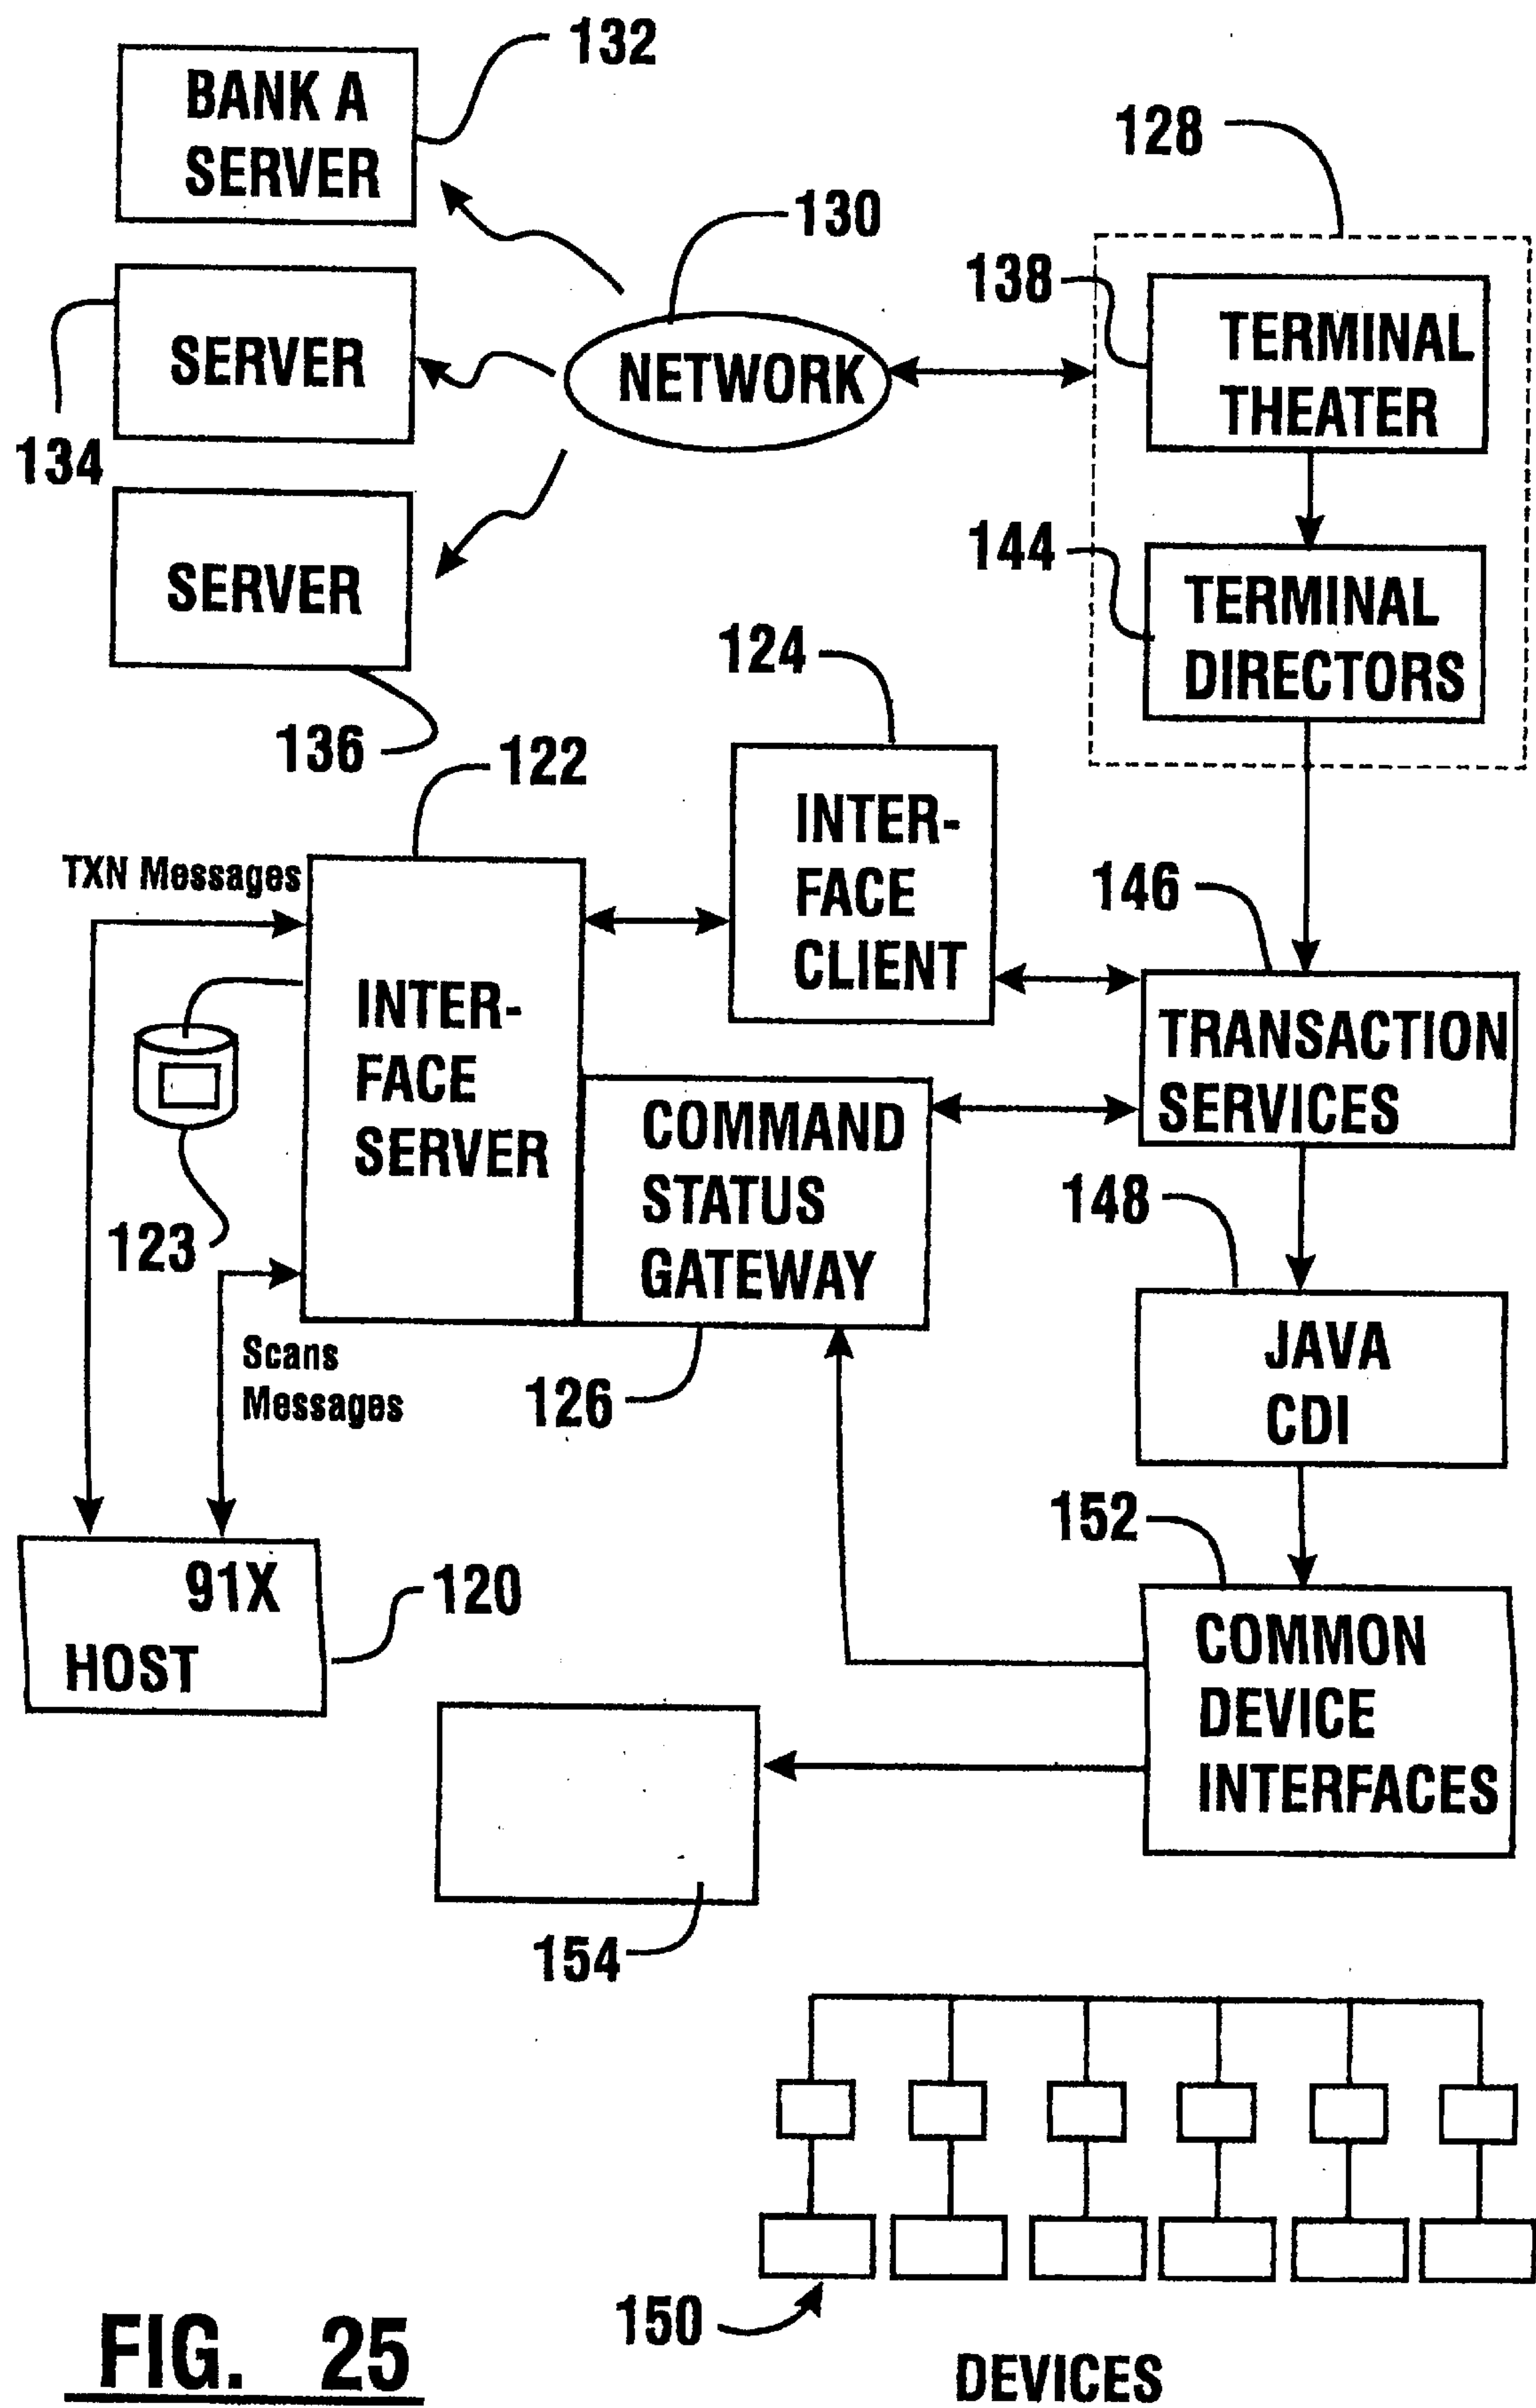 132
BANK A
SERVER
128
130
138
TERMINAL
THEATER
NETWORK
SERVER
134
144
TERMINAL
DIRECTORS
SERVER
124
136
122
INTER-
FACE
CLIENT
TXN Messages
146
INTER-
FACE
SERVER
TRANSACTION
SERVICES
COMMAND
STATUS
GATEWAY
123
148
Scans
Messages
126
JAVA
CDI
152
91X
HOST
120
COMMON
DEVICE
INTERFACES
154
150
DEVICES
FIG. 25